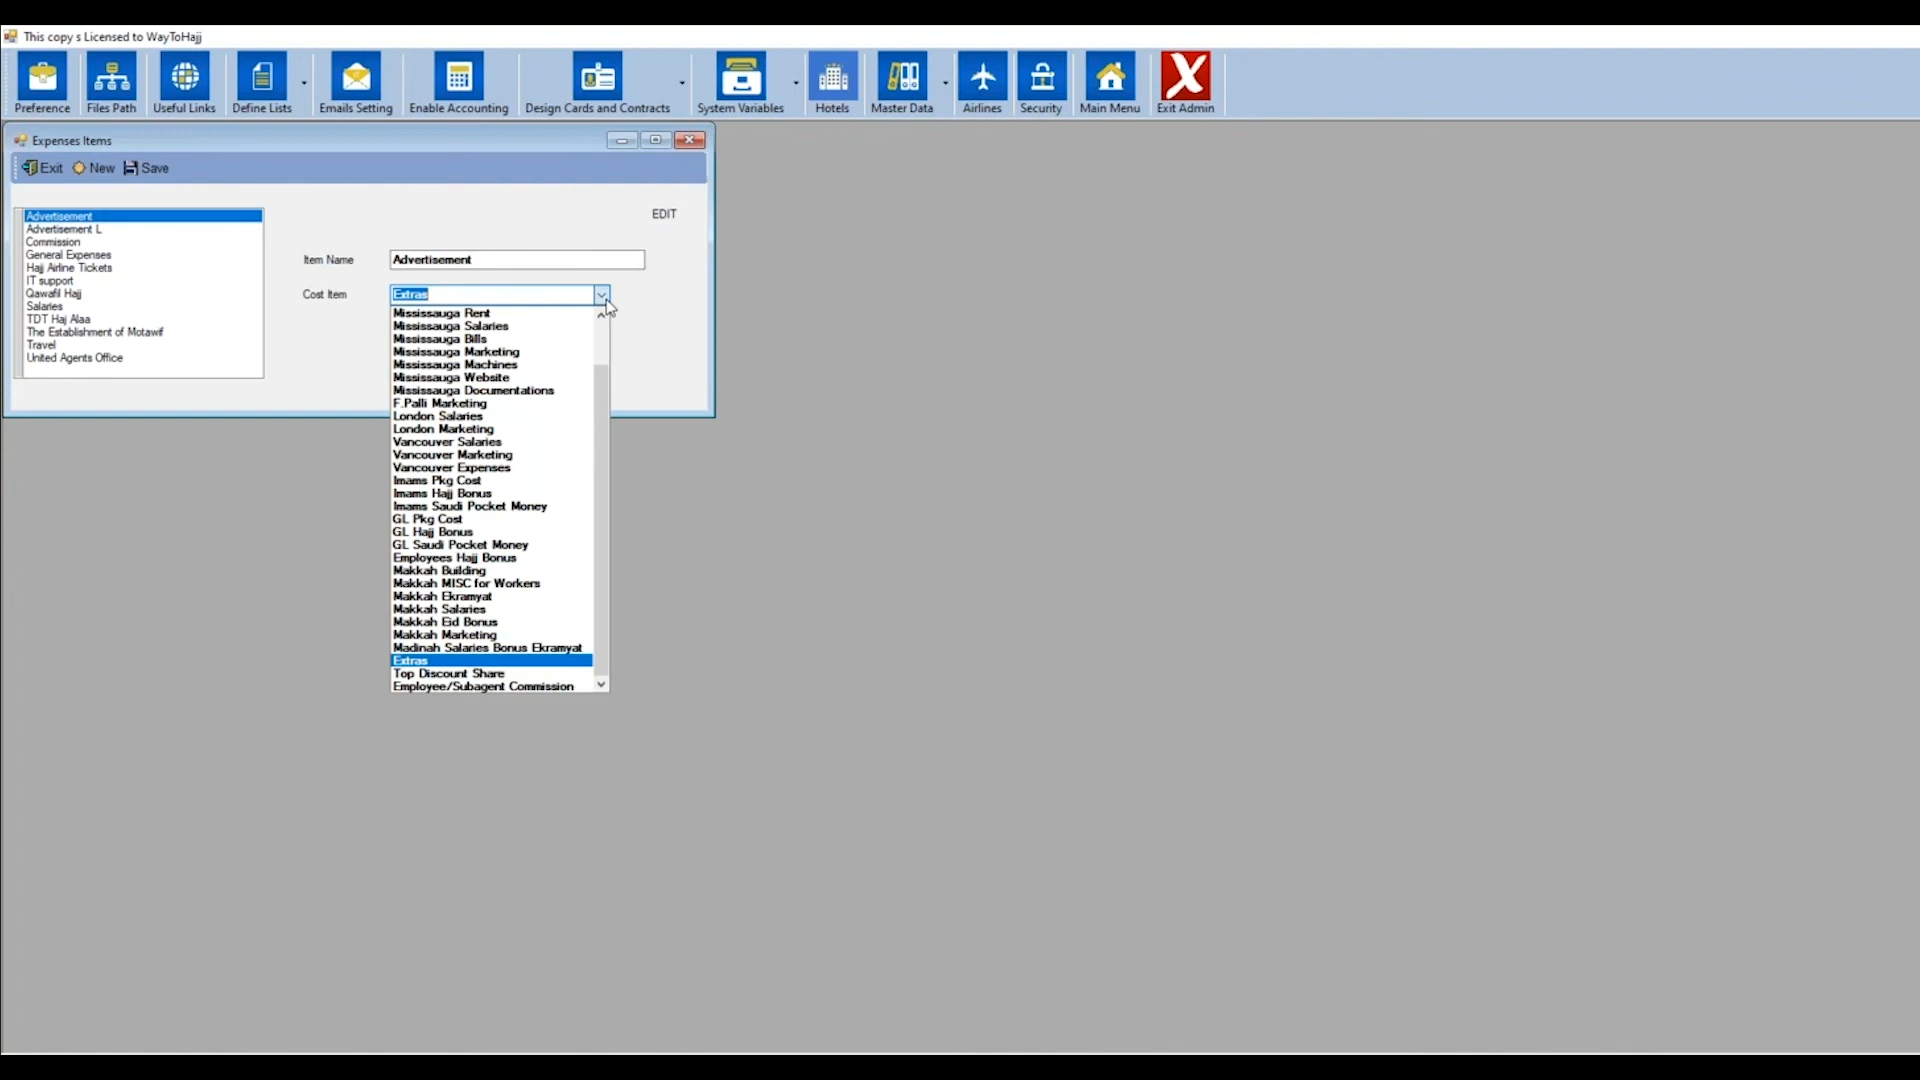 This copy s Licensed to WayToHajj
Preference
Files Path
Useful Links
Define Lists
Emails Setting
Enable Accounting
Design Cards and Contracts
System Variables
Hotels
Master Data
Airlines
Security
Main Menu
Exit Admin
Expenses Items
Exit
New
Save
EDIT
Advertisement
Advertisement L
Commission
General Expenses
Hajj Airline Tickets
IT support
Qawafil Hajj
Salaries
TDT Haj Alaa
The Establishment of Motawif
Travel
United Agents Office
Item Name
Advertisement
Cost Item
Extras
Mississauga Rent
Mississauga Salaries
Mississauga Bills
Mississauga Marketing
Mississauga Machines
Mississauga Website
Mississauga Documentations
F.Palli Marketing
London Salaries
London Marketing
Vancouver Salaries
Vancouver Marketing
Vancouver Expenses
Imams Pkg Cost
Imams Hajj Bonus
Imams Saudi Pocket Money
GL Pkg Cost
GL Hajj Bonus
GL Saudi Pocket Money
Employees Hajj Bonus
Makkah Building
Makkah MISC for Workers
Makkah Ekramyat
Makkah Salaries
Makkah Eid Bonus
Makkah Marketing
Madinah Salaries Bonus Ekramyat
Extras
Top Discount Share
Employee/Subagent Commission